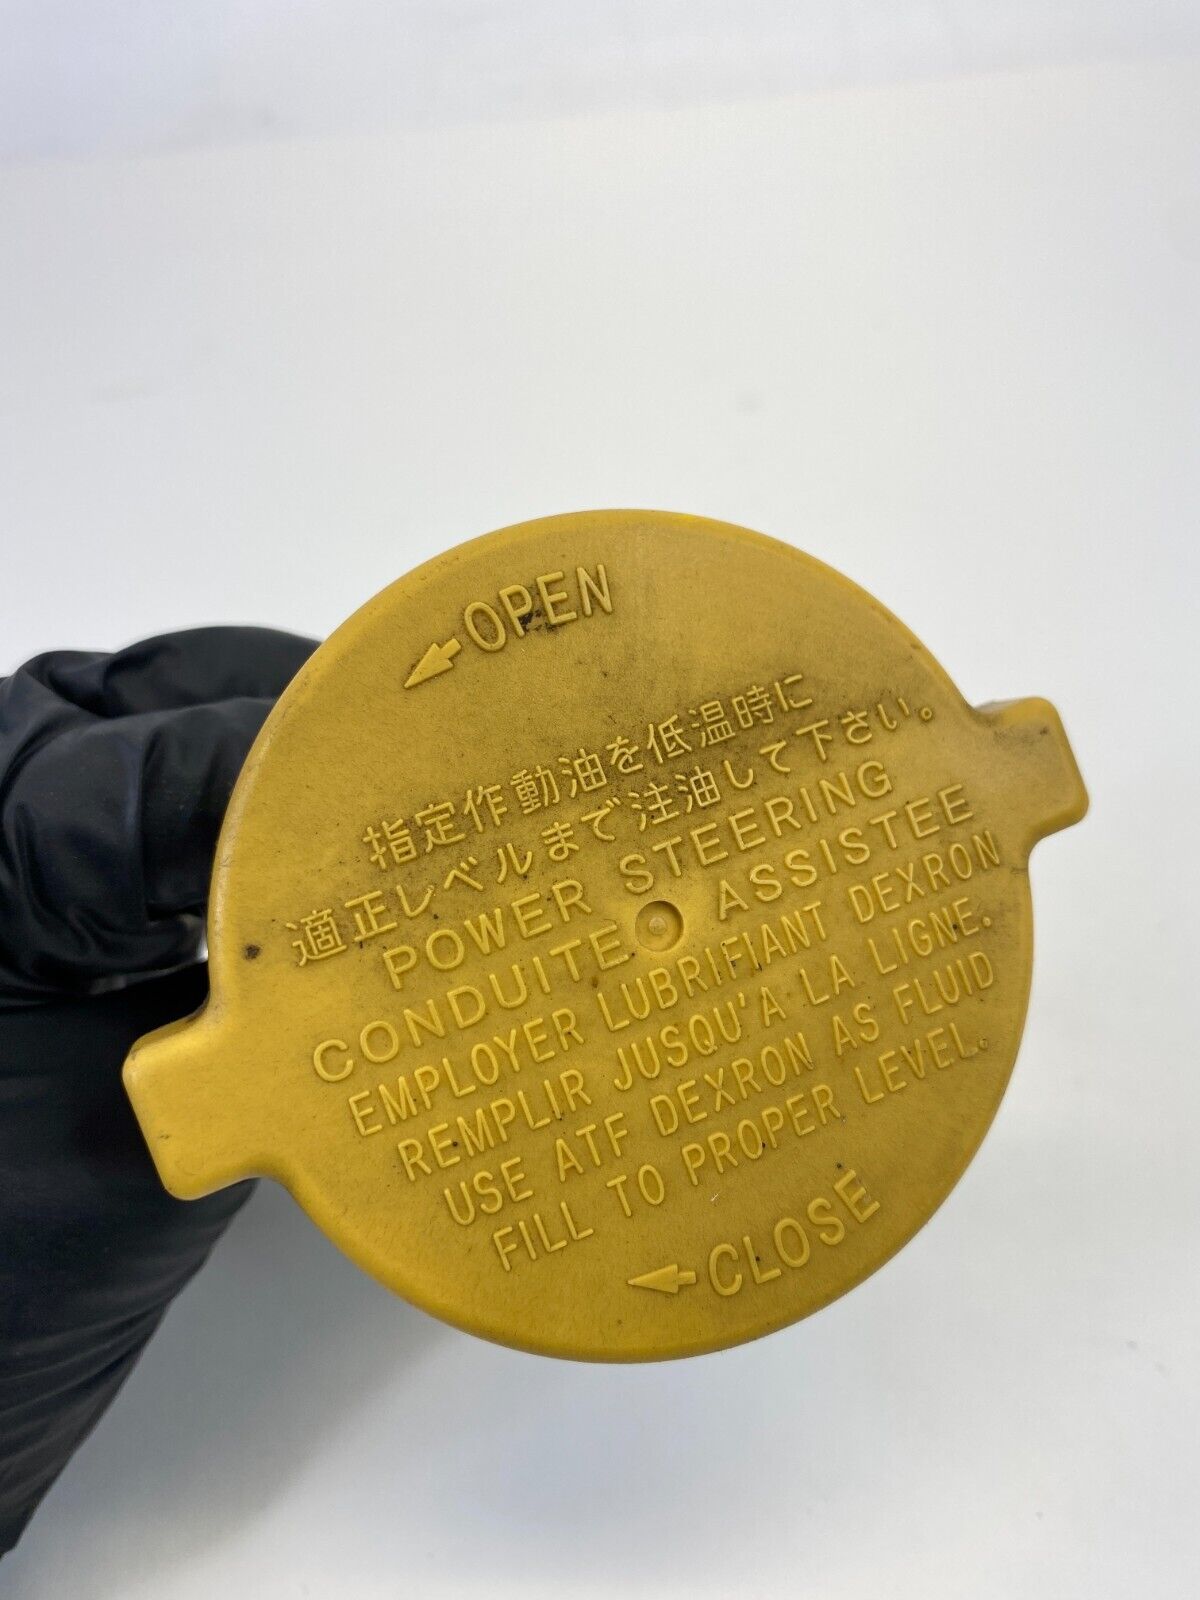 OPEN
指定作動油を低温時に
適正レベルまで注油して下さい。
POWER STEERING
CONDUITE ASSISTEE
EMPLOYER LUBRIFIANT DEXRON
REMPLIR JUSQU'A LA LIGNE.
USE ATF DEXRON AS FLUID
FILL TO PROPER LEVEL.
CLOSE